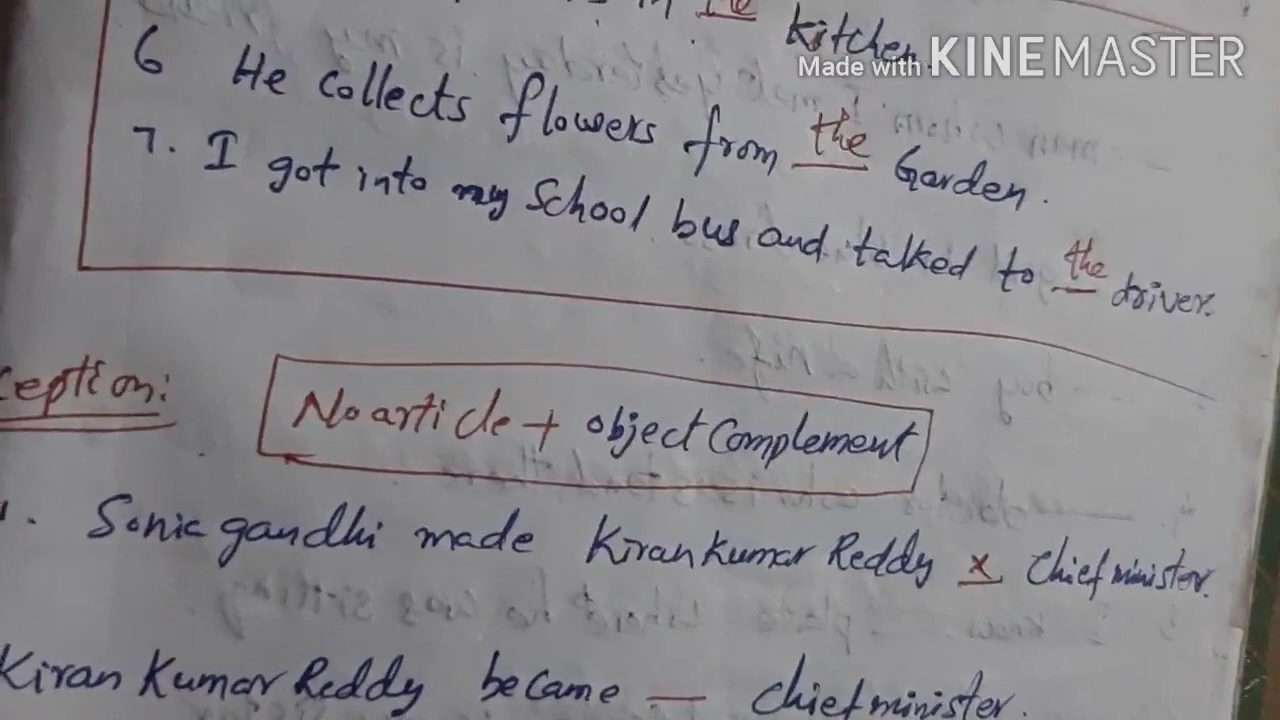 the kitchen.
Made with KINEMASTER
6 He collects flowers from the Garden.
7. I got into my School bus and talked to the driver.
ception:
No article + object Complement
1. Sonia gandhi made Kiran Kumar Reddy x Chief minister.
Kiran Kumar Reddy became — Chief minister.